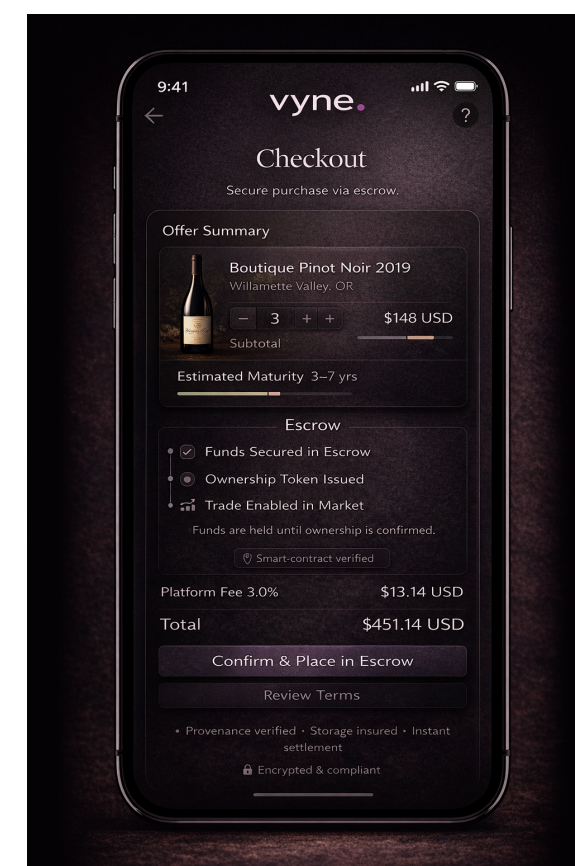 9:41
vyne.
?
Checkout
Secure purchase via escrow.
Offer Summary
Boutique Pinot Noir 2019
Willamette Valley, OR
− 3 + +
$148 USD
Subtotal
Estimated Maturity 3–7 yrs
Escrow
Funds Secured in Escrow
Ownership Token Issued
Trade Enabled in Market
Funds are held until ownership is confirmed.
Smart-contract verified
Platform Fee 3.0% $13.14 USD
Total $451.14 USD
Confirm & Place in Escrow
Review Terms
• Provenance verified • Storage insured • Instant
settlement
Encrypted & compliant